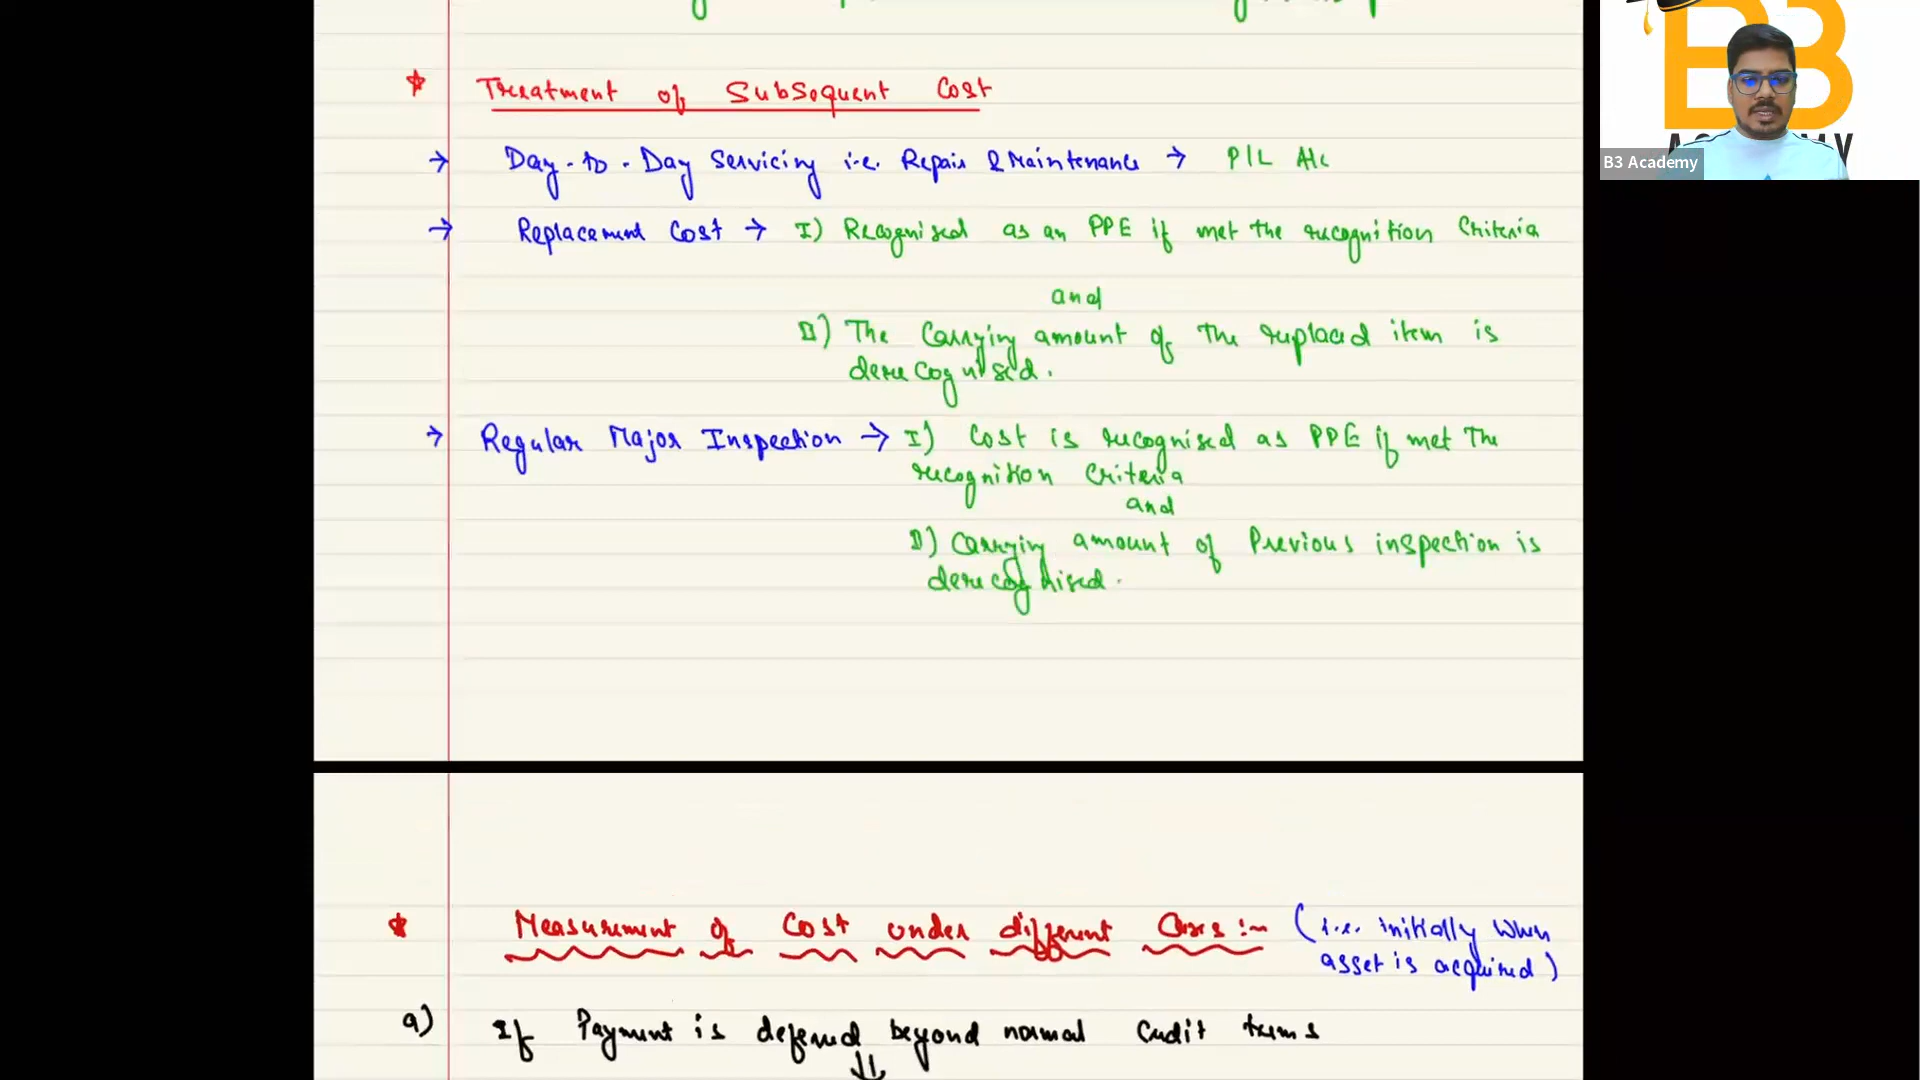 ★ Treatment of Subsequent Cost
→ Day-to-Day Servicing i.e. Repair & Maintenance → P/L A/c
→ Replacement Cost → I) Recognised as an PPE if met the recognition Criteria
and
II) The Carrying amount of the replaced item is
derecognised.
→ Regular Major Inspection → I) Cost is recognised as PPE if met the
recognition Criteria
and
II) Carrying amount of Previous inspection is
derecognised.
★ Measurement of Cost under different Cases :- (i.e. initially when
asset is acquired)
a) If Payment is deferred beyond normal Credit terms
B3
B3 Academy